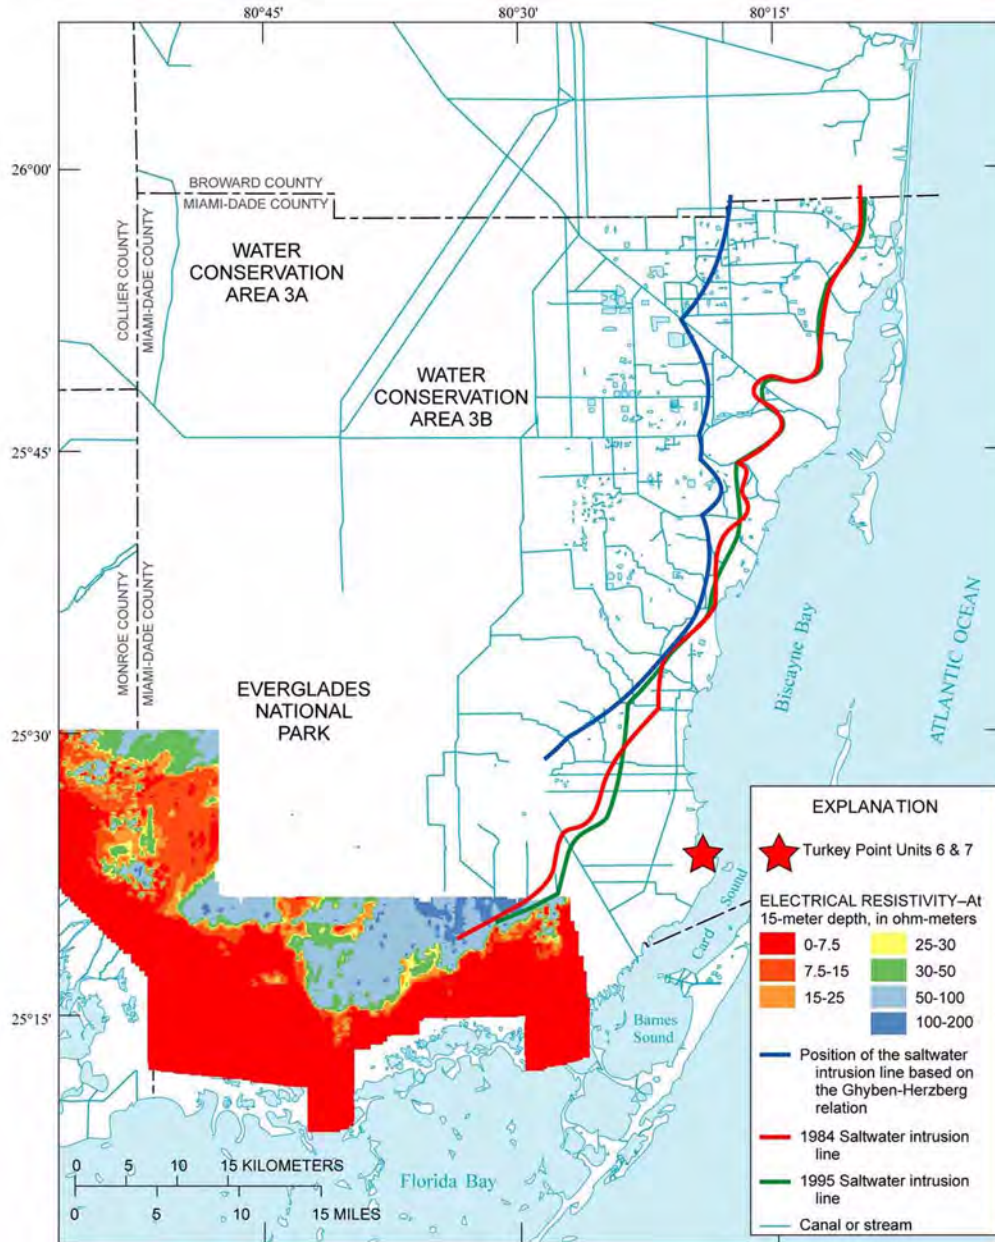 80°45'
80°30'
80°15'
26°00'
BROWARD COUNTY
MIAMI-DADE COUNTY
COLLIER COUNTY
MIAMI-DADE COUNTY
WATER
CONSERVATION
AREA 3A
WATER
CONSERVATION
AREA 3B
25°45'
MONROE COUNTY
MIAMI-DADE COUNTY
EVERGLADES
NATIONAL
PARK
Biscayne Bay
ATLANTIC OCEAN
25°30'
25°15'
Card Sound
Barnes
Sound
Florida Bay
0 5 10 15 KILOMETERS
0 5 10 15 MILES
EXPLANATION
Turkey Point Units 6 & 7
ELECTRICAL RESISTIVITY–At
15-meter depth, in ohm-meters
0-7.5
25-30
7.5-15
30-50
15-25
50-100
100-200
Position of the saltwater
intrusion line based on
the Ghyben-Herzberg
relation
1984 Saltwater intrusion
line
1995 Saltwater intrusion
line
Canal or stream